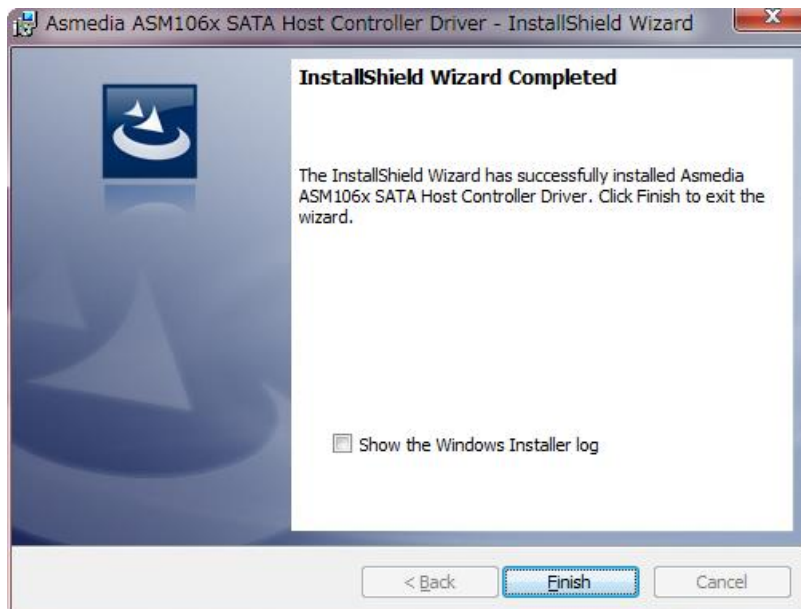 Asmedia ASM106x SATA Host Controller Driver - InstallShield Wizard
InstallShield Wizard Completed
The InstallShield Wizard has successfully installed Asmedia
ASM106x SATA Host Controller Driver. Click Finish to exit the
wizard.
Show the Windows Installer log
< Back
Finish
Cancel